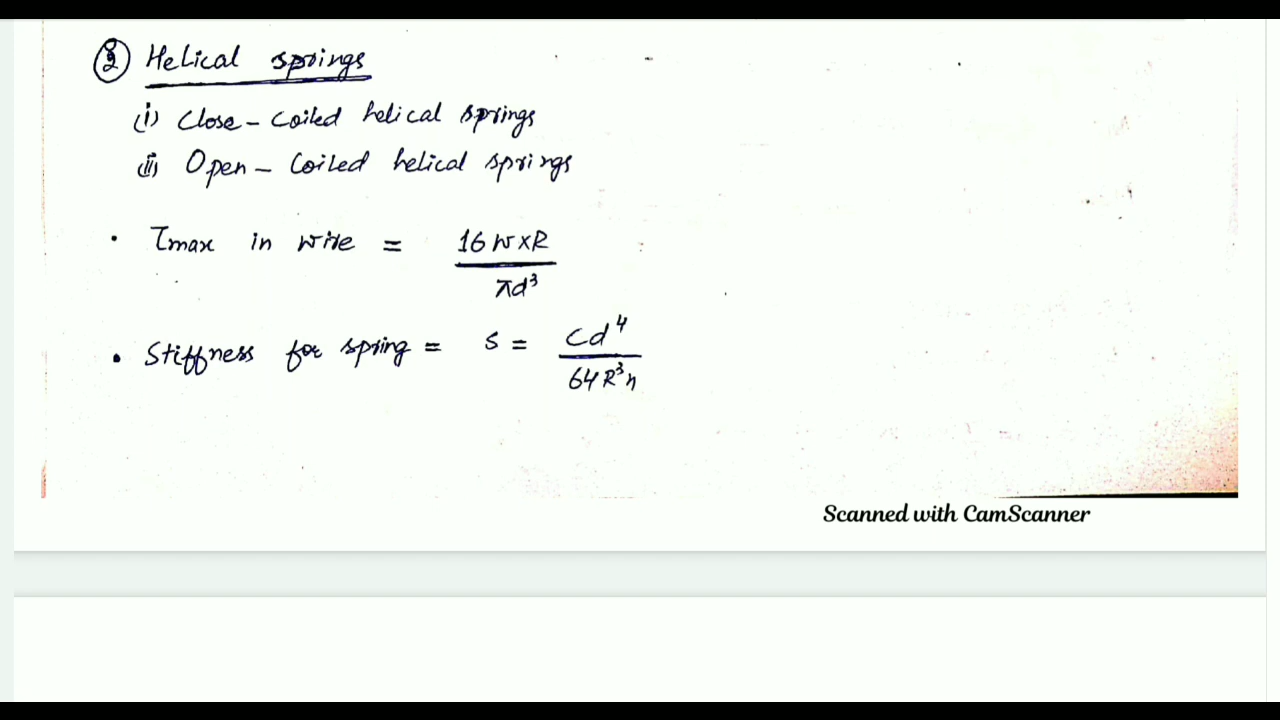 ② Helical springs
(i) Close - Coiled helical springs
(ii) Open - Coiled helical springs
• τmax in wire = 16 W×R / πd³
• Stiffness for spring = S = Cd⁴ / 64R³n
Scanned with CamScanner